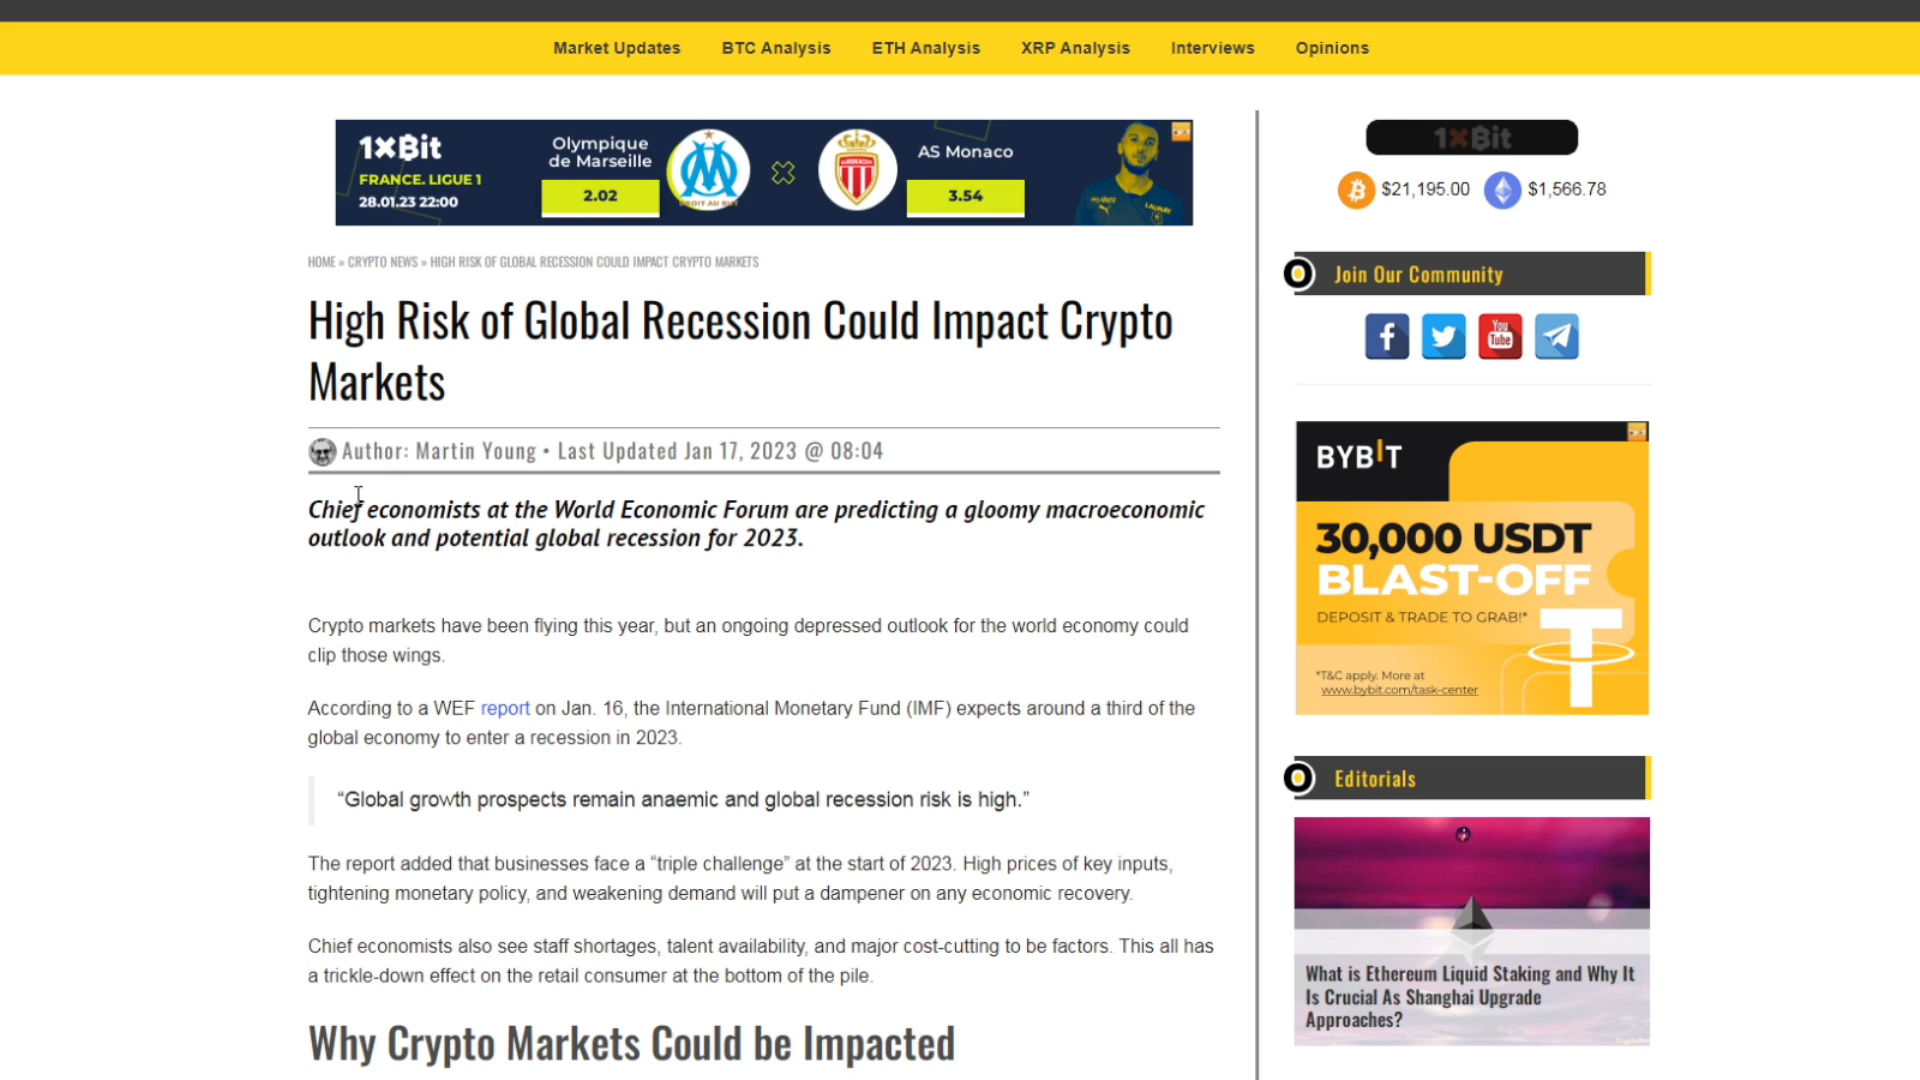 Market Updates BTC Analysis ETH Analysis XRP Analysis Interviews Opinions
1xBit
FRANCE. LIGUE 1
28.01.23 22:00
Olympique
de Marseille
2.02
DROIT AU BUT
AS Monaco
3.54
HOME » CRYPTO NEWS » HIGH RISK OF GLOBAL RECESSION COULD IMPACT CRYPTO MARKETS
High Risk of Global Recession Could Impact Crypto
Markets
Author: Martin Young • Last Updated Jan 17, 2023 @ 08:04
Chief economists at the World Economic Forum are predicting a gloomy macroeconomic
outlook and potential global recession for 2023.
Crypto markets have been flying this year, but an ongoing depressed outlook for the world economy could
clip those wings.
According to a WEF report on Jan. 16, the International Monetary Fund (IMF) expects around a third of the
global economy to enter a recession in 2023.
“Global growth prospects remain anaemic and global recession risk is high.”
The report added that businesses face a “triple challenge” at the start of 2023. High prices of key inputs,
tightening monetary policy, and weakening demand will put a dampener on any economic recovery.
Chief economists also see staff shortages, talent availability, and major cost-cutting to be factors. This all has
a trickle-down effect on the retail consumer at the bottom of the pile.
Why Crypto Markets Could be Impacted
1xBit
$21,195.00 $1,566.78
Join Our Community
You
Tube
BYBIT
30,000 USDT
BLAST-OFF
DEPOSIT & TRADE TO GRAB!*
*T&C apply. More at
www.bybit.com/task-center
Editorials
What is Ethereum Liquid Staking and Why It
Is Crucial As Shanghai Upgrade
Approaches?